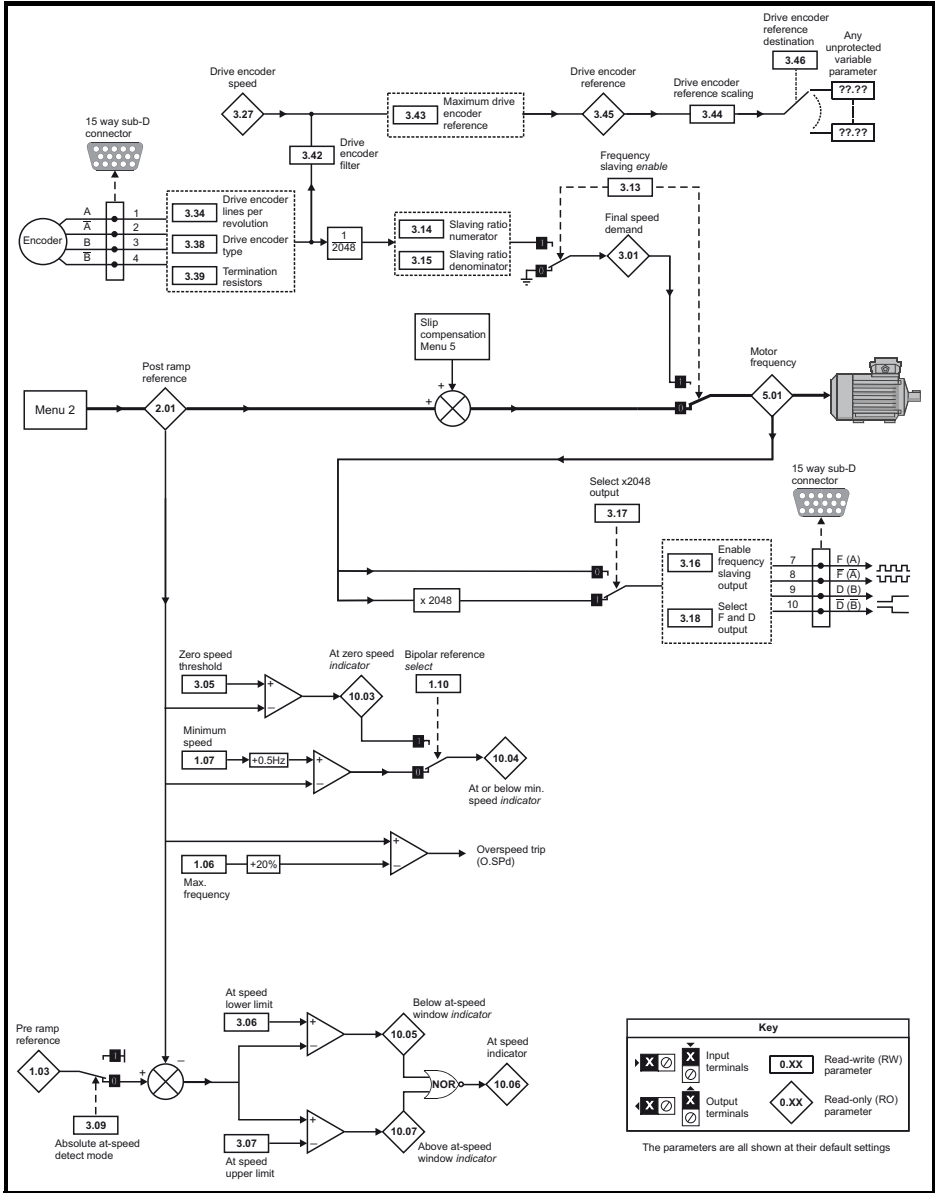 Drive encoder
reference
destination
3.46
Any
unprotected
variable
parameter
??.??
??.??
Drive encoder
speed
3.27
3.43
Maximum drive
encoder
reference
Drive encoder
reference
3.45
Drive encoder
reference scaling
3.44
15 way sub-D
connector
3.42
Drive
encoder
filter
Frequency
slaving enable
3.13
Encoder
A
A̅
B
B̅
1
2
3
4
3.34
Drive encoder
lines per
revolution
3.38
Drive encoder
type
3.39
Termination
resistors
1
2048
3.14
Slaving ratio
numerator
3.15
Slaving ratio
denominator
1
0
Final speed
demand
3.01
Slip
compensation
Menu 5
Menu 2
Post ramp
reference
2.01
+
+
1
0
Motor
frequency
5.01
Select x2048
output
3.17
15 way sub-D
connector
x 2048
0
1
3.16
Enable
frequency
slaving
output
3.18
Select
F and D
output
7
8
9
10
F (A)
F̅ (A̅)
D (B)
D̅ (B̅)
Zero speed
threshold
3.05
+
–
At zero speed
indicator
10.03
Bipolar reference
select
1.10
Minimum
speed
1.07
+0.5Hz
+
–
1
0
10.04
At or below min.
speed indicator
1.06
Max.
frequency
+20%
+
–
Overspeed trip
(O.SPd)
Pre ramp
reference
1.03
1
0
3.09
Absolute at-speed
detect mode
+
–
At speed
lower limit
3.06
+
–
3.07
At speed
upper limit
+
–
Below at-speed
window indicator
10.05
10.07
Above at-speed
window indicator
NOR
At speed
indicator
10.06
Key
X
X
Input
terminals
0.XX
Read-write (RW)
parameter
X
X
Output
terminals
0.XX
Read-only (RO)
parameter
The parameters are all shown at their default settings